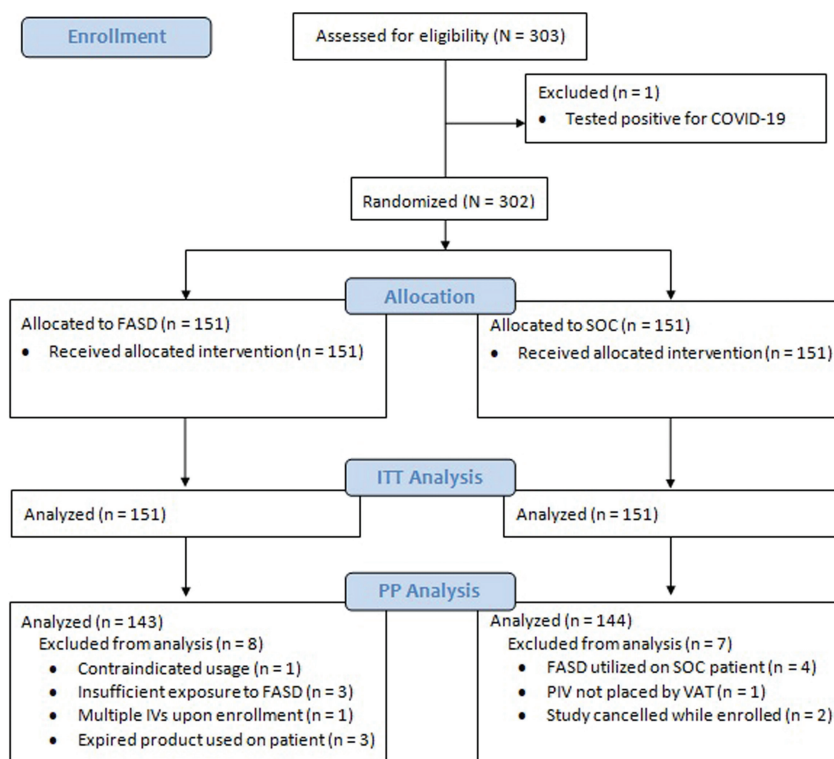 Enrollment
Assessed for eligibility (N = 303)
Excluded (n = 1)
• Tested positive for COVID-19
Randomized (N = 302)
Allocation
Allocated to FASD (n = 151)
• Received allocated intervention (n = 151)
Allocated to SOC (n = 151)
• Received allocated intervention (n = 151)
ITT Analysis
Analyzed (n = 151)
Analyzed (n = 151)
PP Analysis
Analyzed (n = 143)
Excluded from analysis (n = 8)
• Contraindicated usage (n = 1)
• Insufficient exposure to FASD (n = 3)
• Multiple IVs upon enrollment (n = 1)
• Expired product used on patient (n = 3)
Analyzed (n = 144)
Excluded from analysis (n = 7)
• FASD utilized on SOC patient (n = 4)
• PIV not placed by VAT (n = 1)
• Study cancelled while enrolled (n = 2)